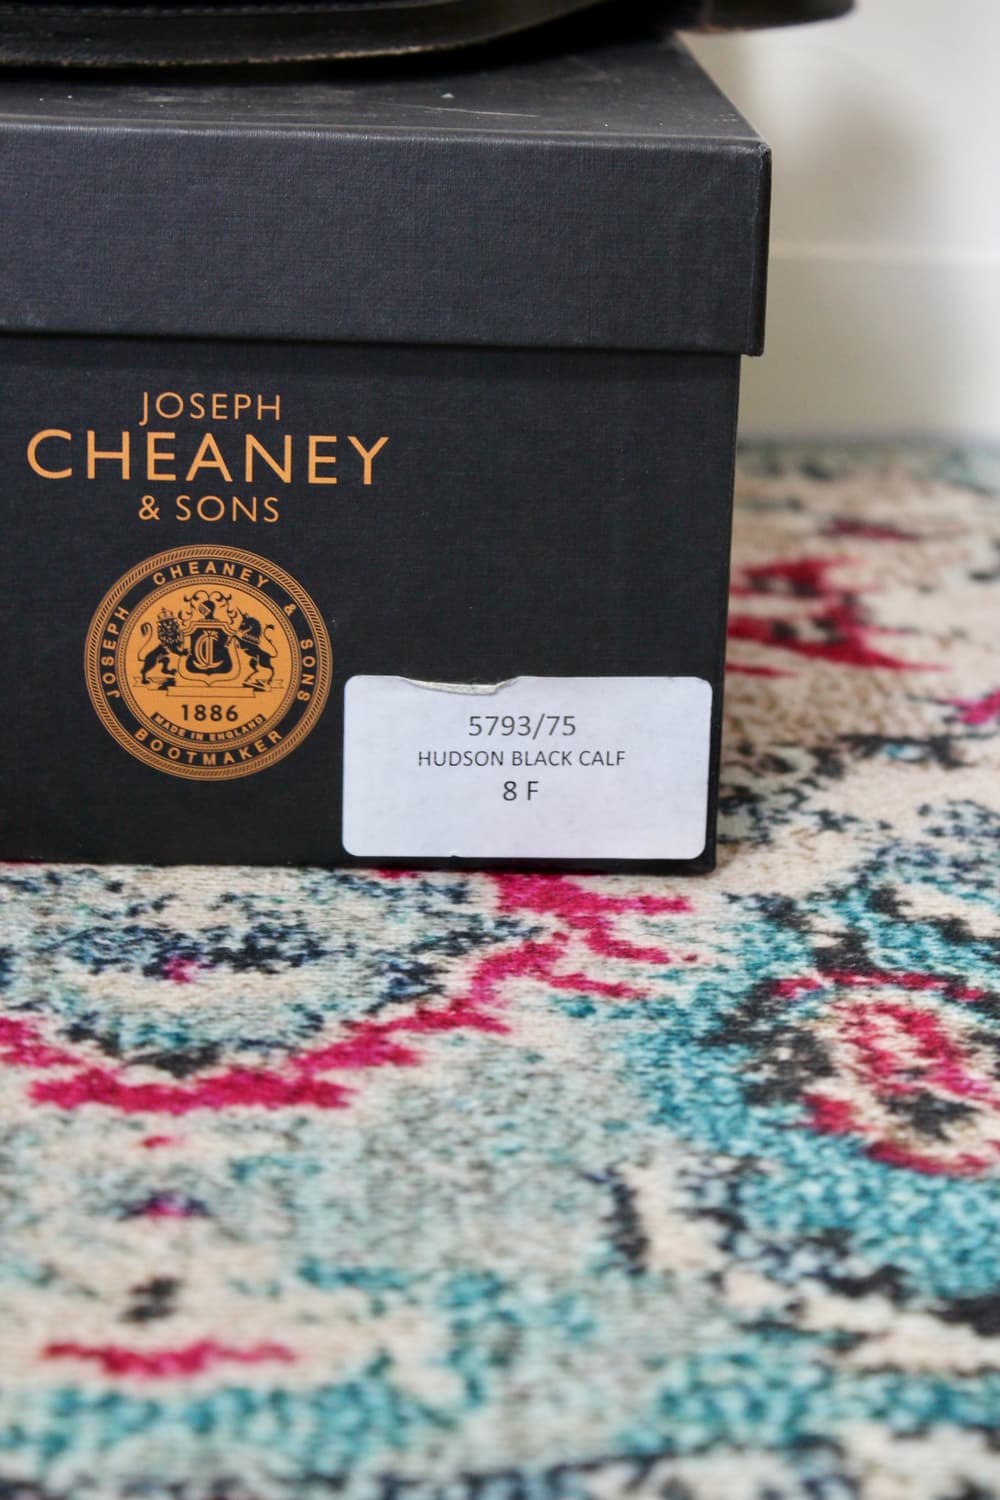 JOSEPH
CHEANEY
& SONS
JOSEPH CHEANEY & SONS
1886
MADE IN ENGLAND
BOOTMAKER
5793/75
HUDSON BLACK CALF
8 F